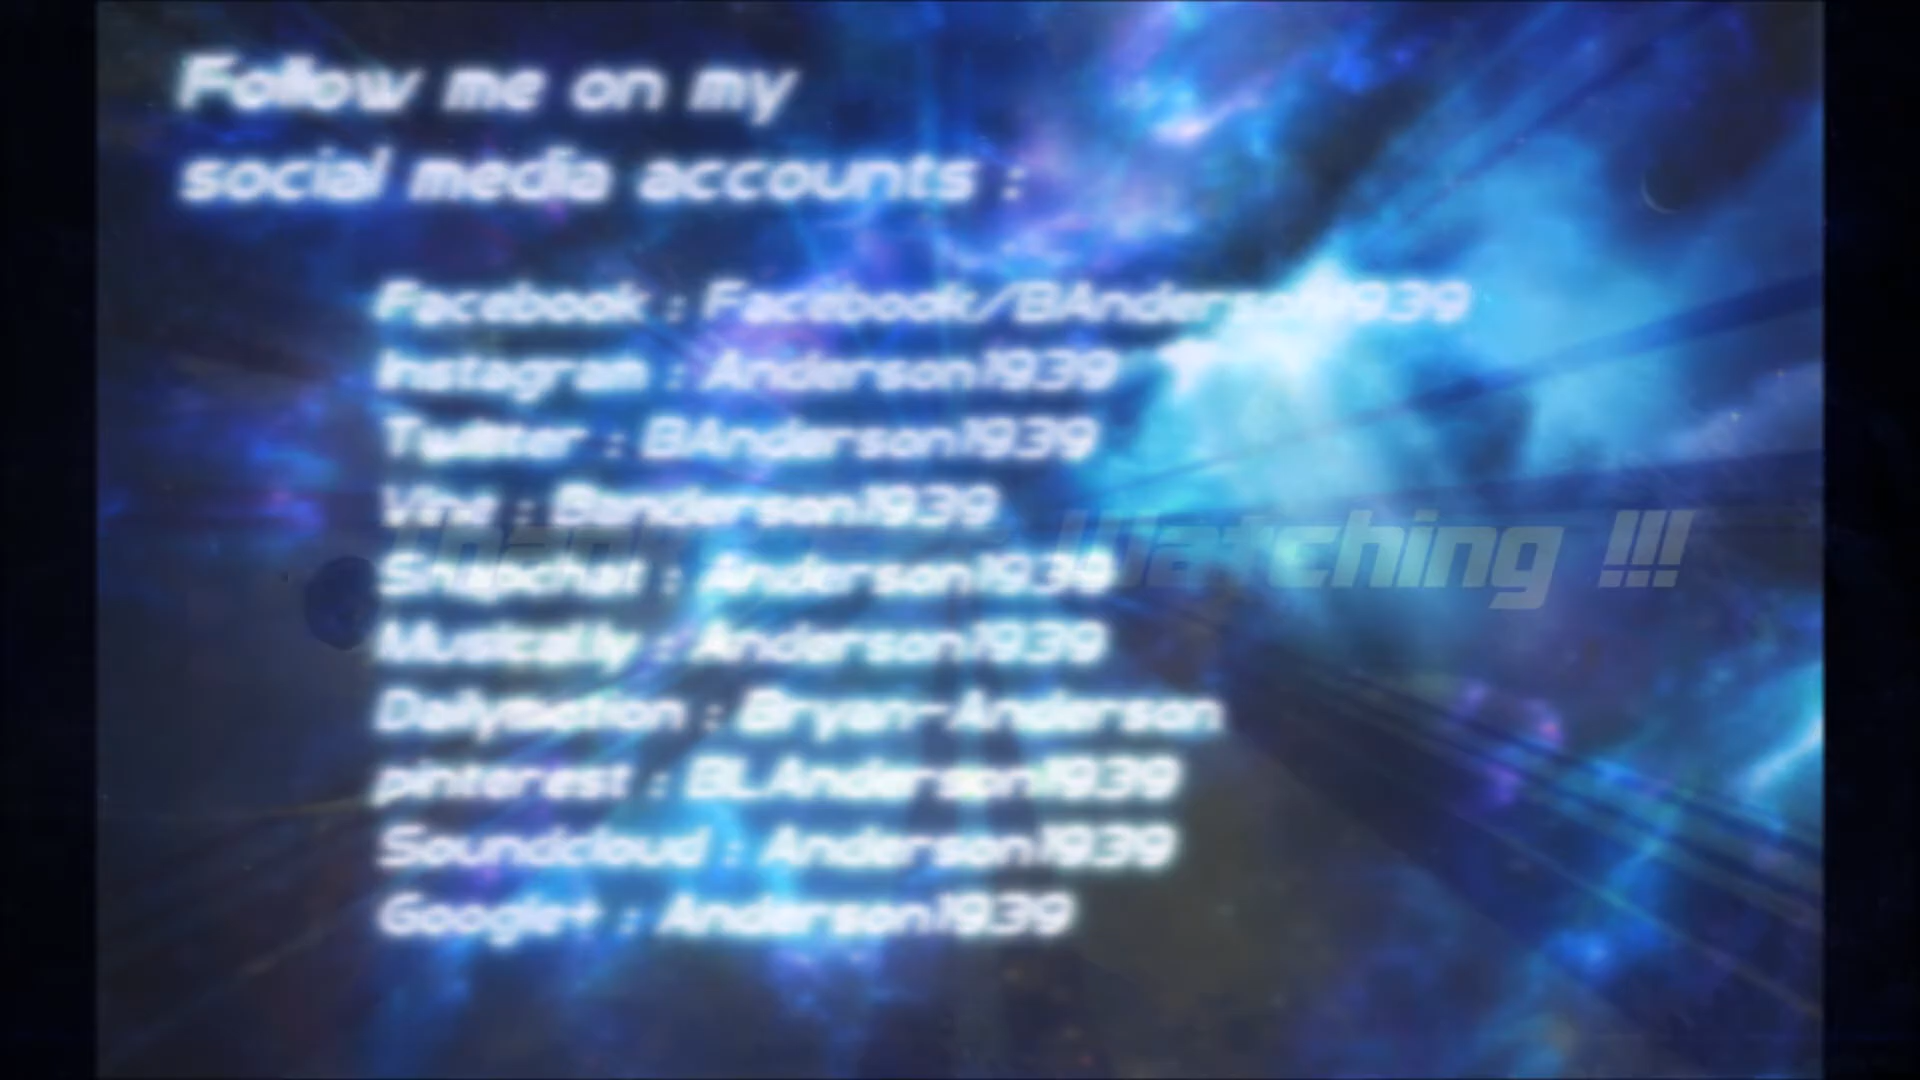 Follow me on my
social media accounts :
Facebook : Facebook/BAnderson1939
Instagram : Anderson1939
Twitter : BAnderson1939
Vine : Banderson1939
Snapchat : Anderson1939
Musically : Anderson1939
Dailymotion : Bryan-Anderson
pinterest : BLAnderson1939
Soundcloud : Anderson1939
Google+ : Anderson1939
Watching !!!